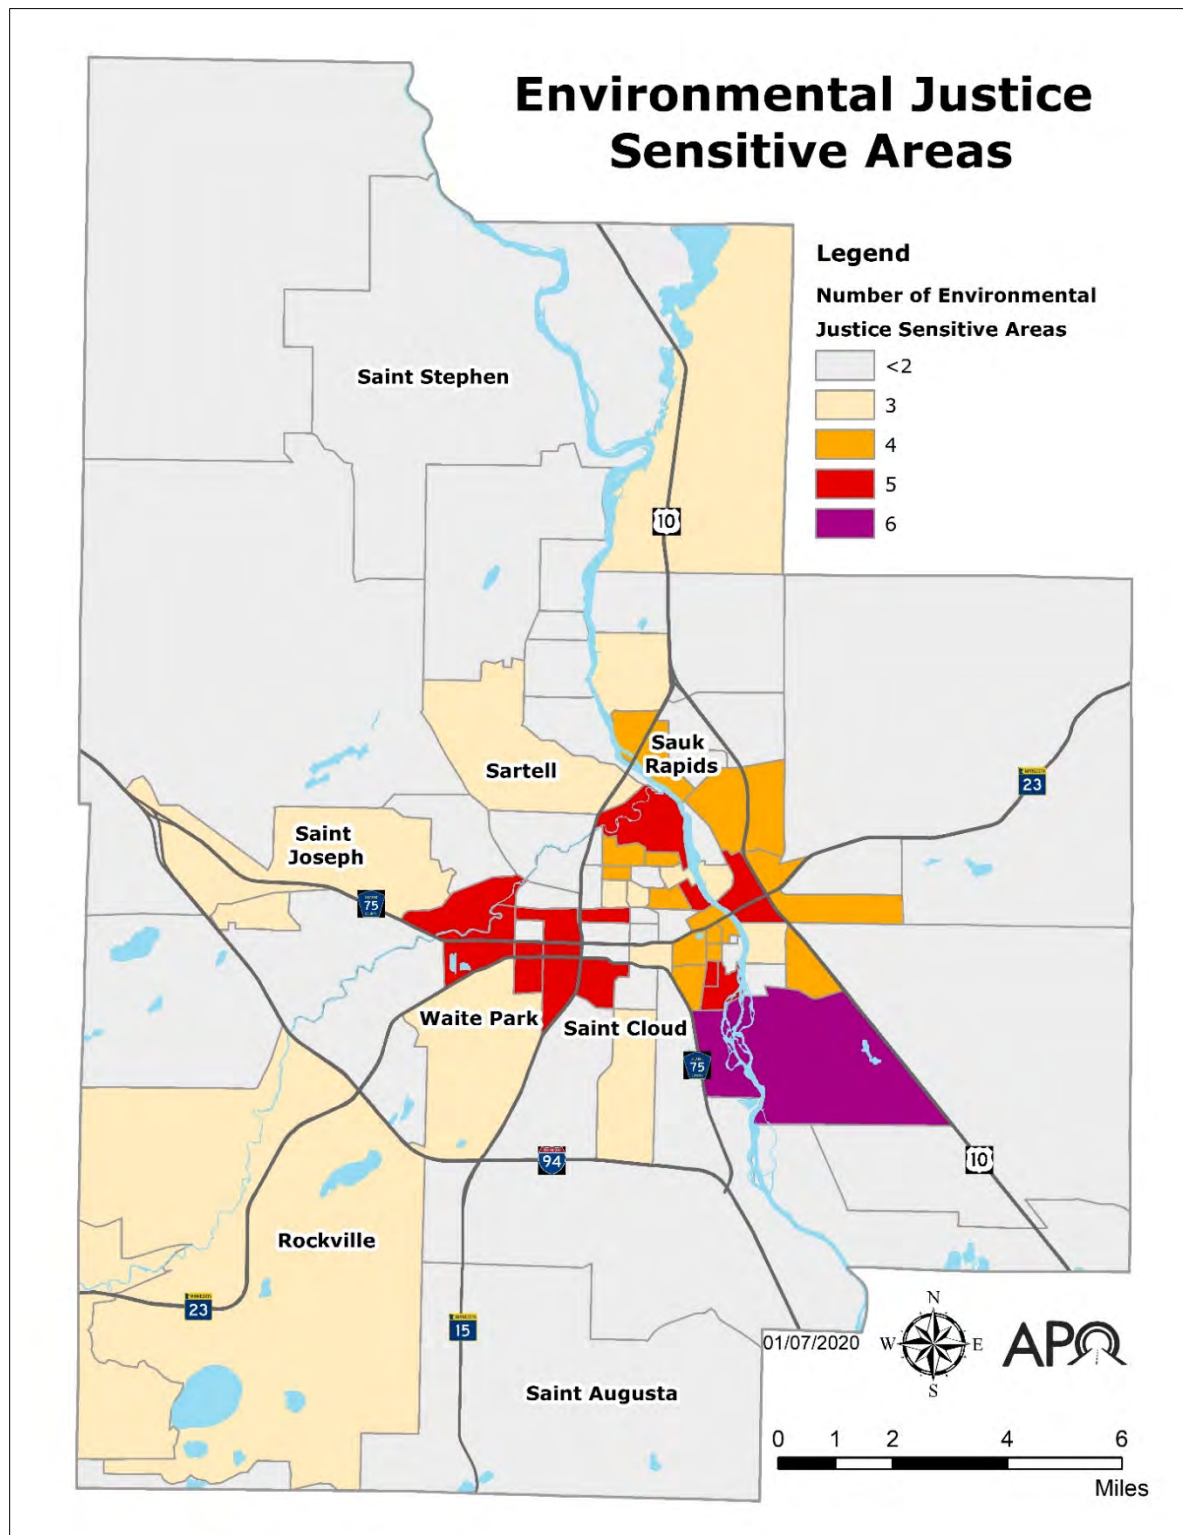 Environmental Justice
Sensitive Areas
Legend
Number of Environmental
Justice Sensitive Areas
<2
3
4
5
6
Saint Stephen
10
Sauk
Rapids
Sartell
23
Saint
Joseph
75
Waite Park
Saint Cloud
75
94
10
Rockville
23
15
01/07/2020
N
W
E
S
APO
Saint Augusta
0 1 2 4 6
Miles